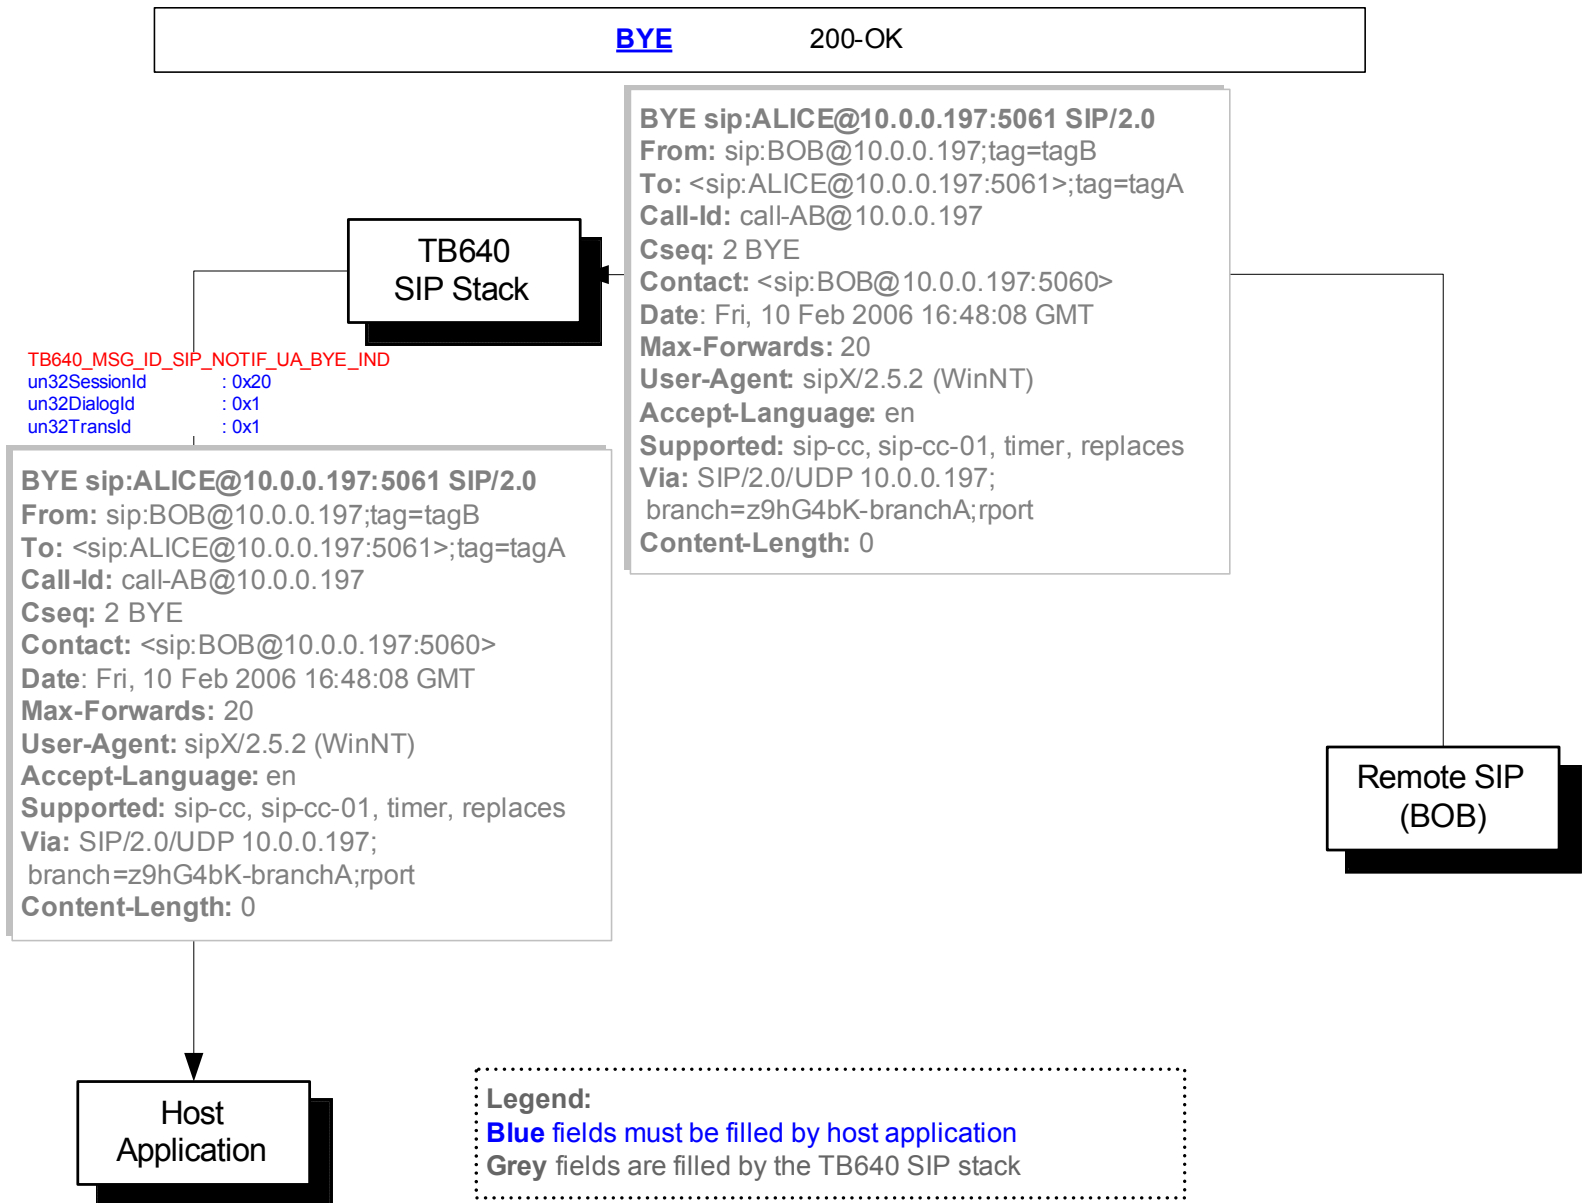 BYE 200-OK
BYE sip:ALICE@10.0.0.197:5061 SIP/2.0
From: sip:BOB@10.0.0.197;tag=tagB
To: <sip:ALICE@10.0.0.197:5061>;tag=tagA
Call-Id: call-AB@10.0.0.197
Cseq: 2 BYE
Contact: <sip:BOB@10.0.0.197:5060>
Date: Fri, 10 Feb 2006 16:48:08 GMT
Max-Forwards: 20
User-Agent: sipX/2.5.2 (WinNT)
Accept-Language: en
Supported: sip-cc, sip-cc-01, timer, replaces
Via: SIP/2.0/UDP 10.0.0.197;
branch=z9hG4bK-branchA;rport
Content-Length: 0
TB640
SIP Stack
TB640_MSG_ID_SIP_NOTIF_UA_BYE_IND
un32SessionId : 0x20
un32DialogId : 0x1
un32TransId : 0x1
BYE sip:ALICE@10.0.0.197:5061 SIP/2.0
From: sip:BOB@10.0.0.197;tag=tagB
To: <sip:ALICE@10.0.0.197:5061>;tag=tagA
Call-Id: call-AB@10.0.0.197
Cseq: 2 BYE
Contact: <sip:BOB@10.0.0.197:5060>
Date: Fri, 10 Feb 2006 16:48:08 GMT
Max-Forwards: 20
User-Agent: sipX/2.5.2 (WinNT)
Accept-Language: en
Supported: sip-cc, sip-cc-01, timer, replaces
Via: SIP/2.0/UDP 10.0.0.197;
branch=z9hG4bK-branchA;rport
Content-Length: 0
Remote SIP
(BOB)
Host
Application
Legend:
Blue fields must be filled by host application
Grey fields are filled by the TB640 SIP stack